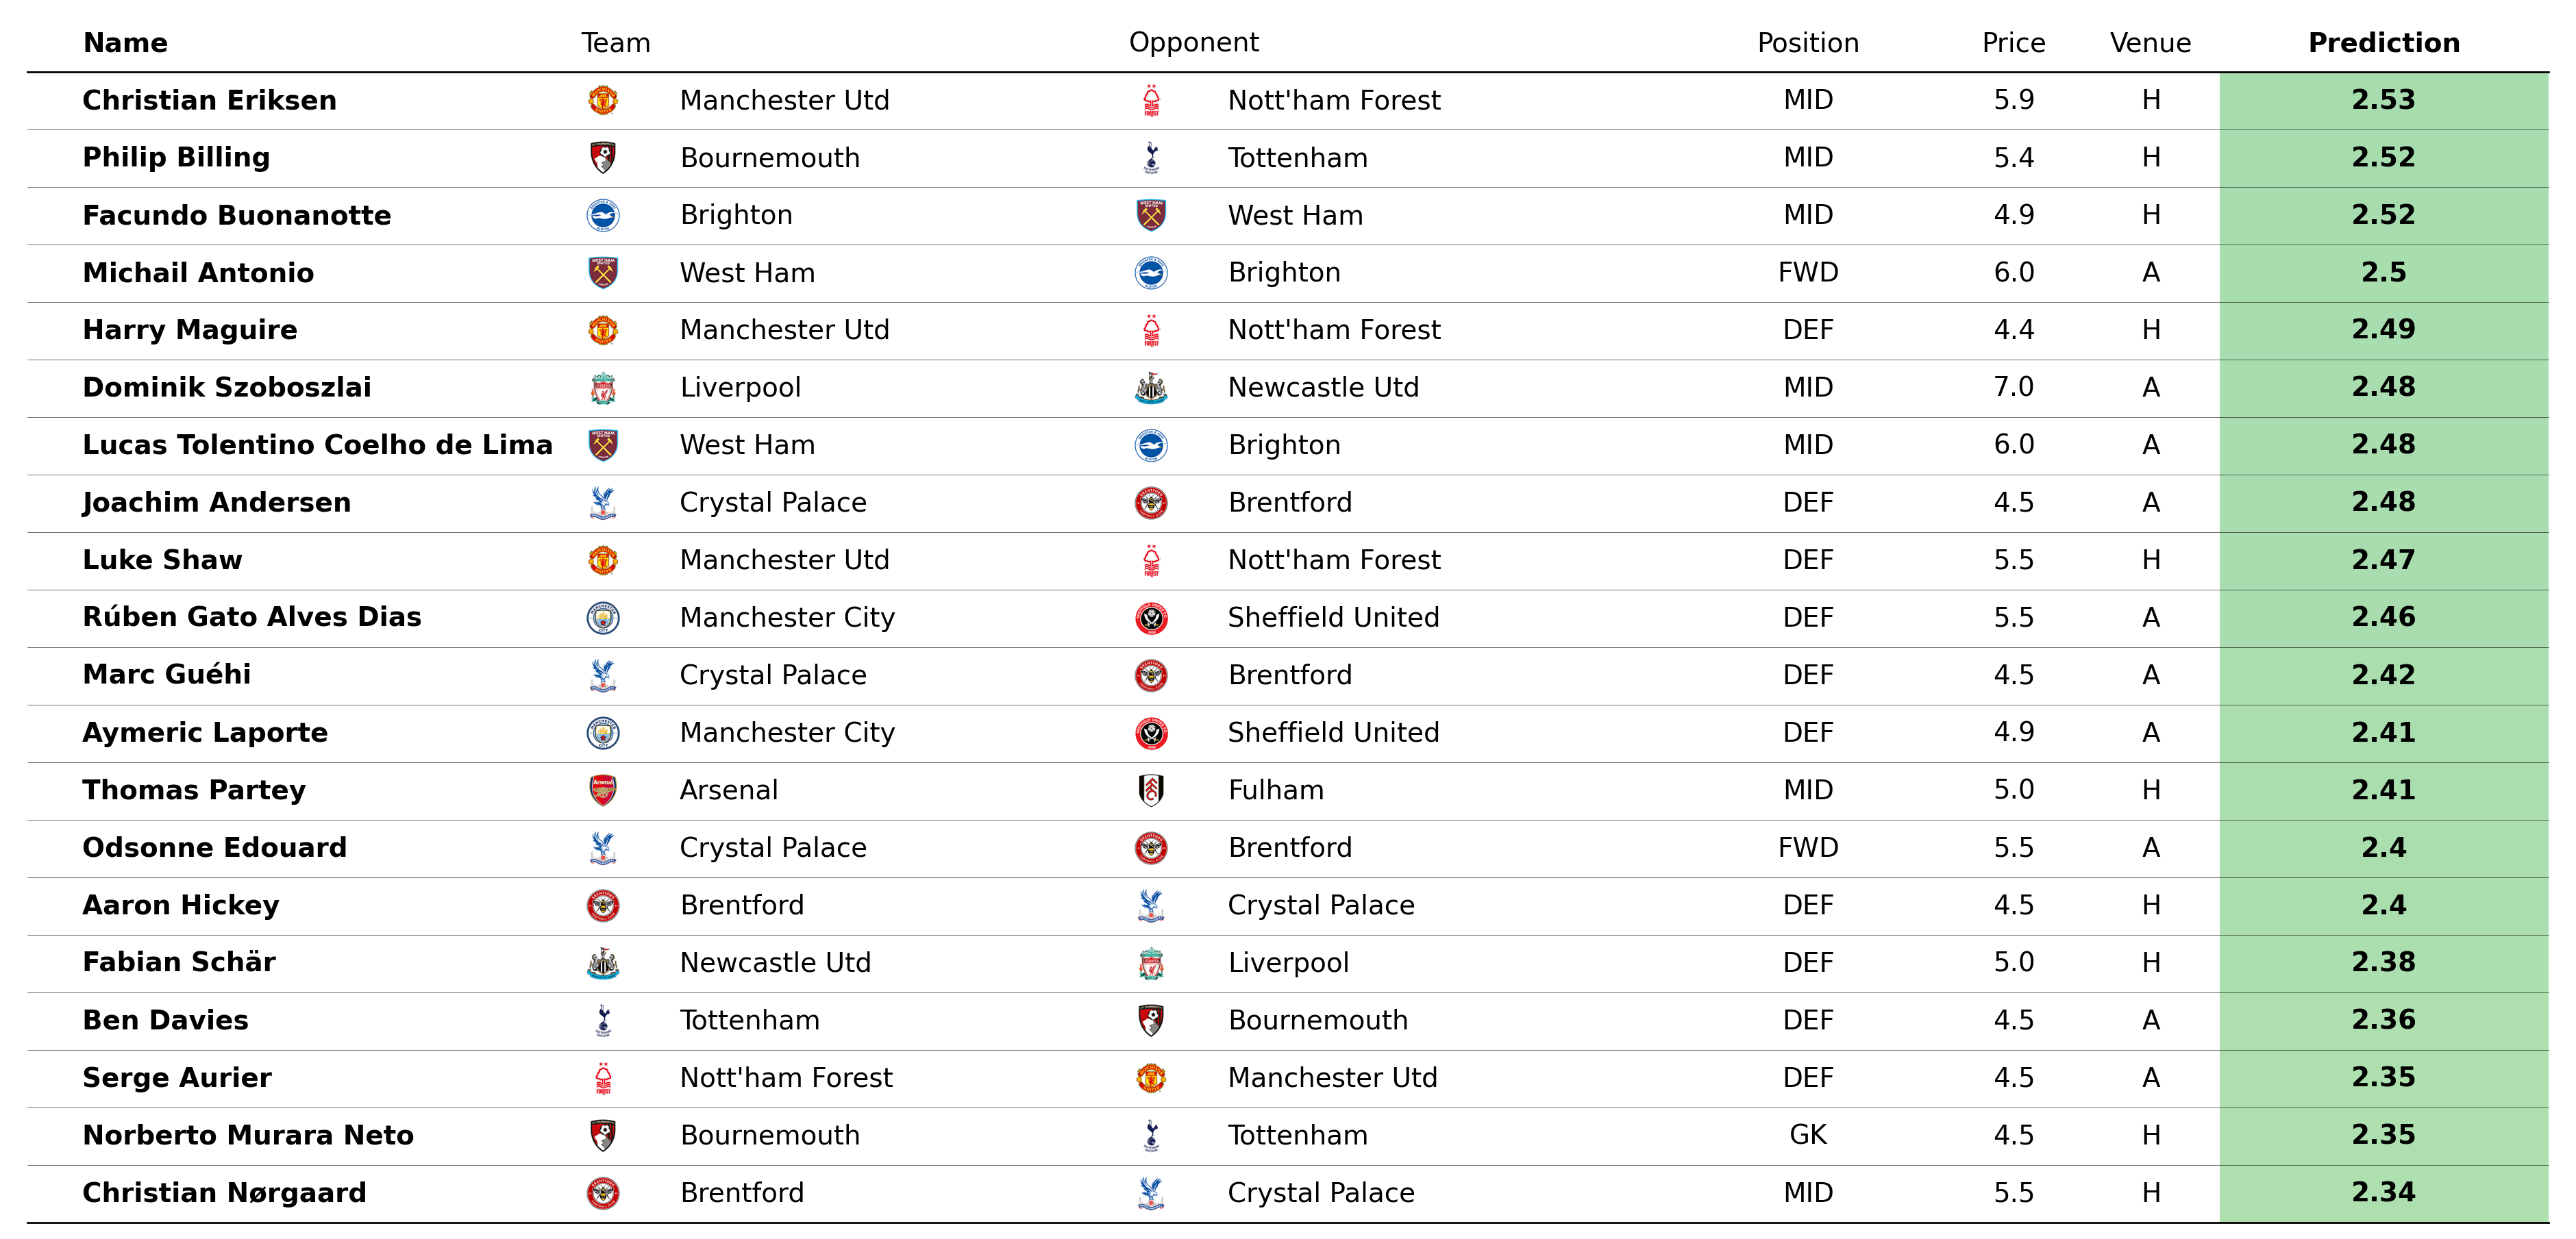 Name Team Opponent Position Price Venue Prediction
Christian Eriksen Manchester Utd Nott'ham Forest MID 5.9 H 2.53
Philip Billing Bournemouth Tottenham MID 5.4 H 2.52
Facundo Buonanotte Brighton West Ham MID 4.9 H 2.52
Michail Antonio West Ham Brighton FWD 6.0 A 2.5
Harry Maguire Manchester Utd Nott'ham Forest DEF 4.4 H 2.49
Dominik Szoboszlai Liverpool Newcastle Utd MID 7.0 A 2.48
Lucas Tolentino Coelho de Lima West Ham Brighton MID 6.0 A 2.48
Joachim Andersen Crystal Palace Brentford DEF 4.5 A 2.48
Luke Shaw Manchester Utd Nott'ham Forest DEF 5.5 H 2.47
Rúben Gato Alves Dias Manchester City Sheffield United DEF 5.5 A 2.46
Marc Guéhi Crystal Palace Brentford DEF 4.5 A 2.42
Aymeric Laporte Manchester City Sheffield United DEF 4.9 A 2.41
Thomas Partey Arsenal Fulham MID 5.0 H 2.41
Odsonne Edouard Crystal Palace Brentford FWD 5.5 A 2.4
Aaron Hickey Brentford Crystal Palace DEF 4.5 H 2.4
Fabian Schär Newcastle Utd Liverpool DEF 5.0 H 2.38
Ben Davies Tottenham Bournemouth DEF 4.5 A 2.36
Serge Aurier Nott'ham Forest Manchester Utd DEF 4.5 A 2.35
Norberto Murara Neto Bournemouth Tottenham GK 4.5 H 2.35
Christian Nørgaard Brentford Crystal Palace MID 5.5 H 2.34